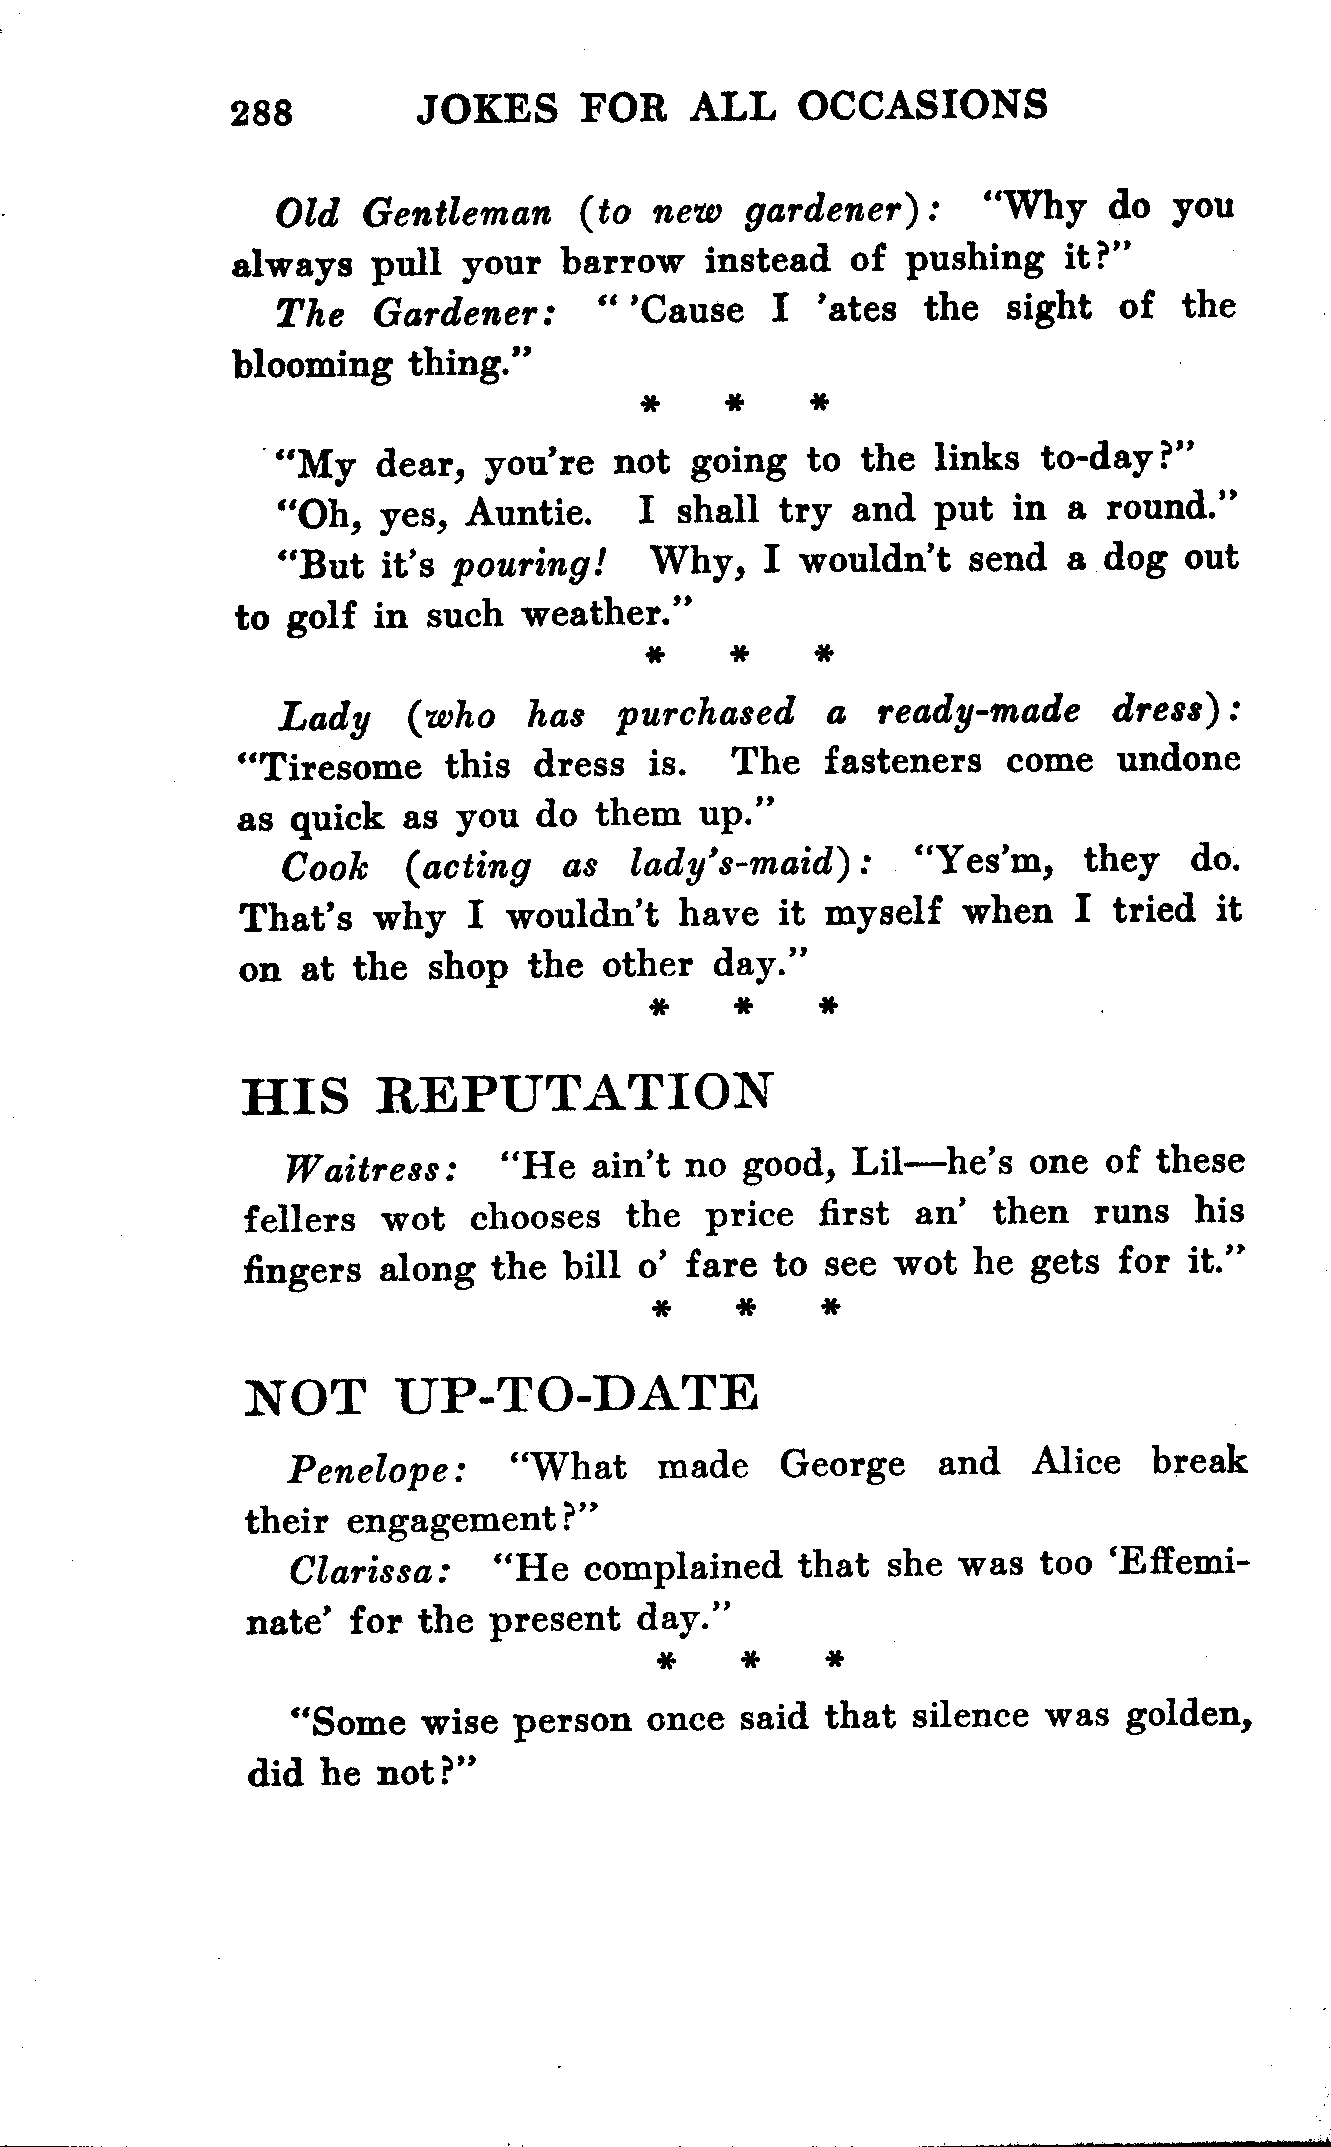 288 JOKES FOR ALL OCCASIONS
Old Gentleman (to new gardener): "Why do you
always pull your barrow instead of pushing it?"
The Gardener: " 'Cause I 'ates the sight of the
blooming thing."
* * *
"My dear, you're not going to the links to-day?"
"Oh, yes, Auntie. I shall try and put in a round."
"But it's pouring! Why, I wouldn't send a dog out
to golf in such weather."
* * *
Lady (who has purchased a ready-made dress):
"Tiresome this dress is. The fasteners come undone
as quick as you do them up."
Cook (acting as lady's-maid): "Yes'm, they do.
That's why I wouldn't have it myself when I tried it
on at the shop the other day."
* * *
HIS REPUTATION
Waitress: "He ain't no good, Lil—he's one of these
fellers wot chooses the price first an' then runs his
fingers along the bill o' fare to see wot he gets for it."
* * *
NOT UP-TO-DATE
Penelope: "What made George and Alice break
their engagement?"
Clarissa: "He complained that she was too 'Effemi-
nate' for the present day."
* * *
"Some wise person once said that silence was golden,
did he not?"